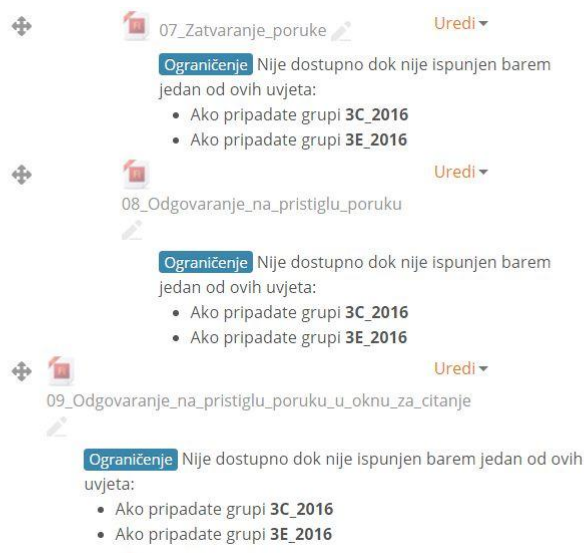 07_Zatvaranje_poruke Uredi
Ograničenje Nije dostupno dok nije ispunjen barem
jedan od ovih uvjeta:
• Ako pripadate grupi 3C_2016
• Ako pripadate grupi 3E_2016
Uredi
08_Odgovaranje_na_pristiglu_poruku
Ograničenje Nije dostupno dok nije ispunjen barem
jedan od ovih uvjeta:
• Ako pripadate grupi 3C_2016
• Ako pripadate grupi 3E_2016
Uredi
09_Odgovaranje_na_pristiglu_poruku_u_oknu_za_citanje
Ograničenje Nije dostupno dok nije ispunjen barem jedan od ovih
uvjeta:
• Ako pripadate grupi 3C_2016
• Ako pripadate grupi 3E_2016